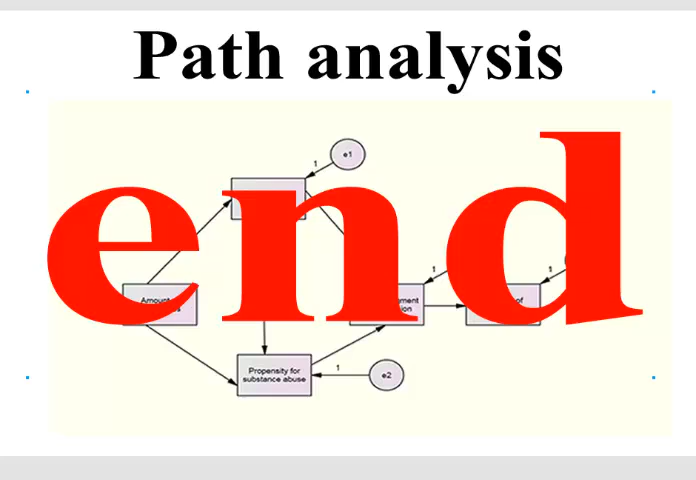 Path analysis
end
e1
1
1
1
Propensity for
substance abuse
1
e2